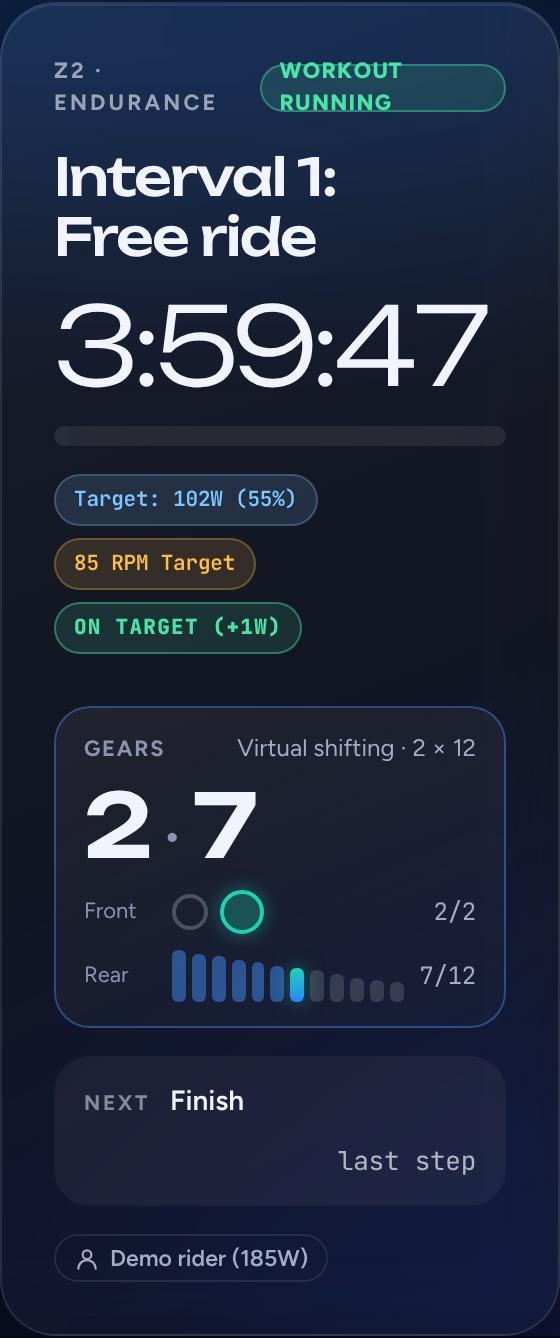 Z2 ·
ENDURANCE
WORKOUT
RUNNING
Interval 1:
Free ride
3:59:47
Target: 102W (55%)
85 RPM Target
ON TARGET (+1W)
GEARS
Virtual shifting · 2 × 12
2·7
Front
2/2
Rear
7/12
NEXT Finish
last step
Demo rider (185W)